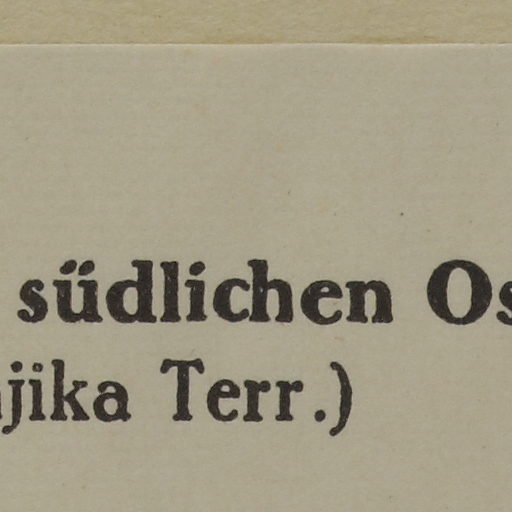 südlichen Os
jika Terr.)